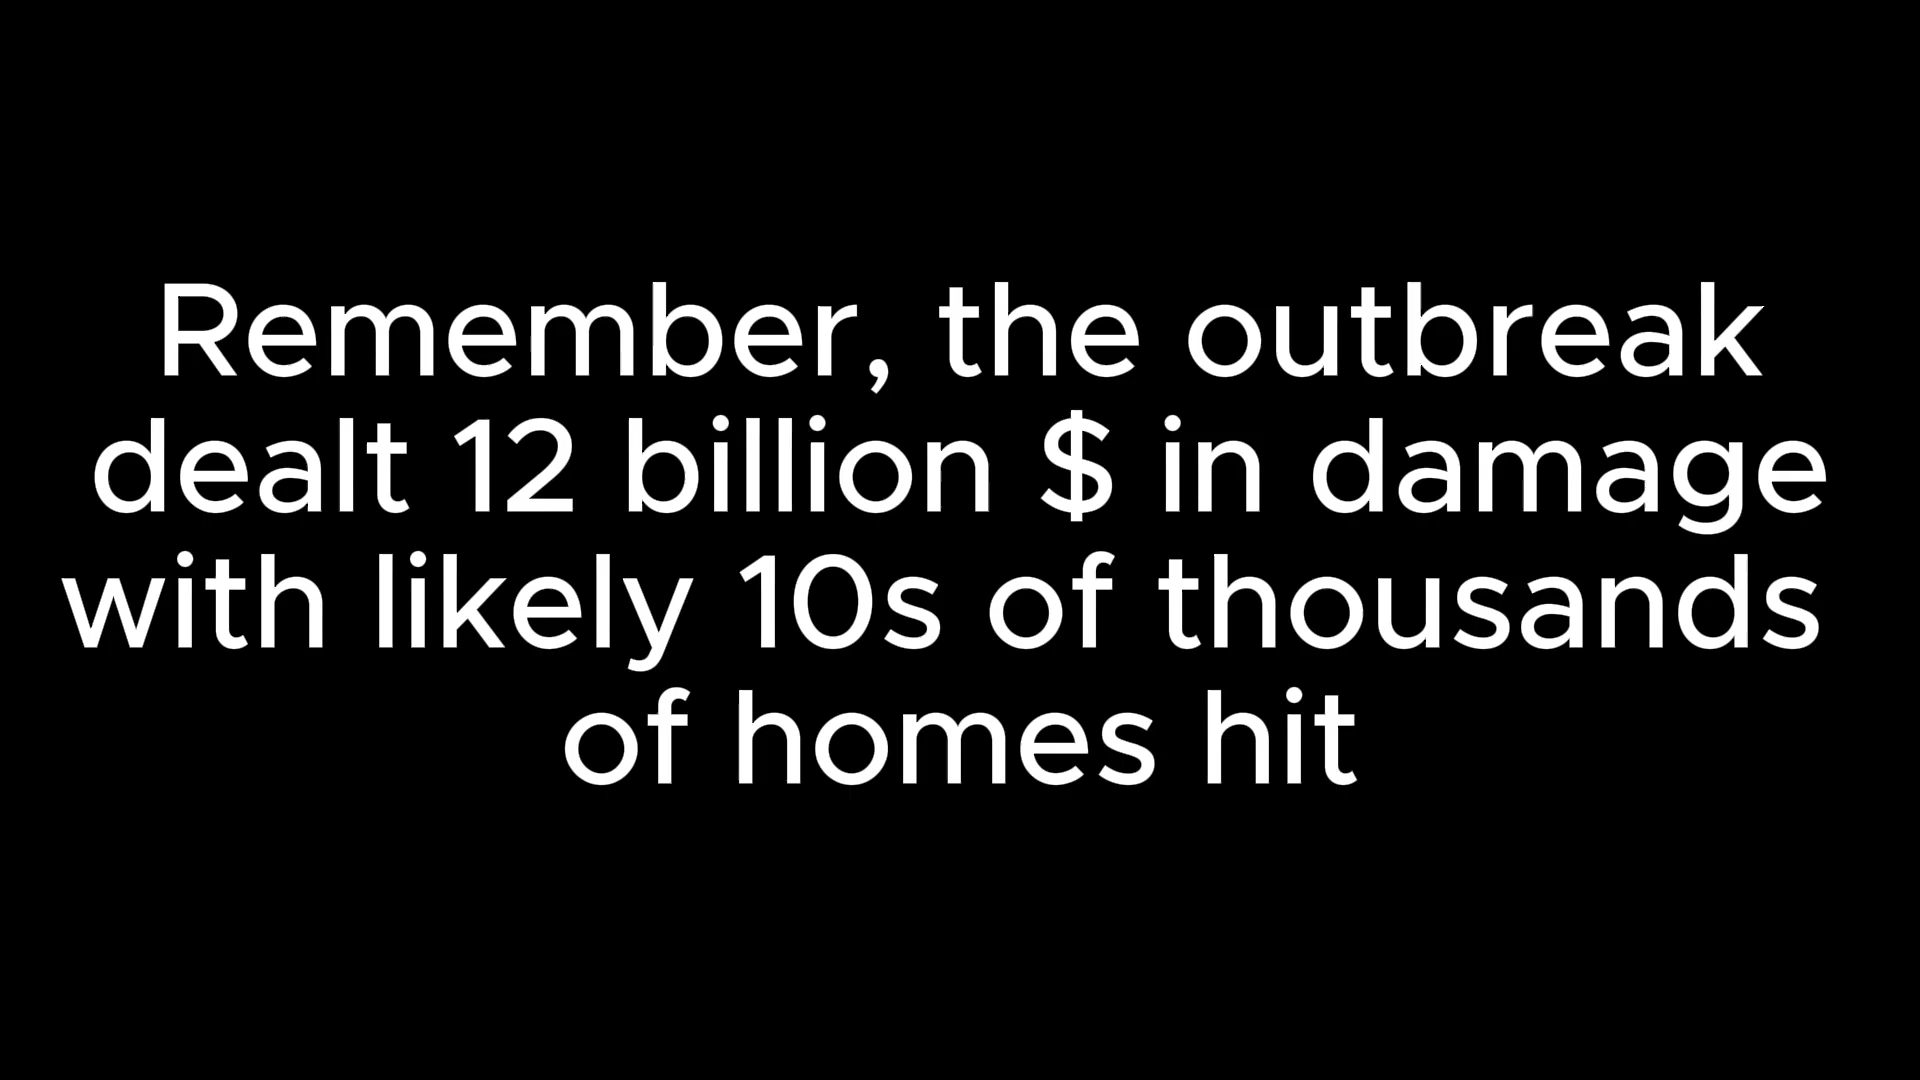 Remember, the outbreak
dealt 12 billion $ in damage
with likely 10s of thousands
of homes hit